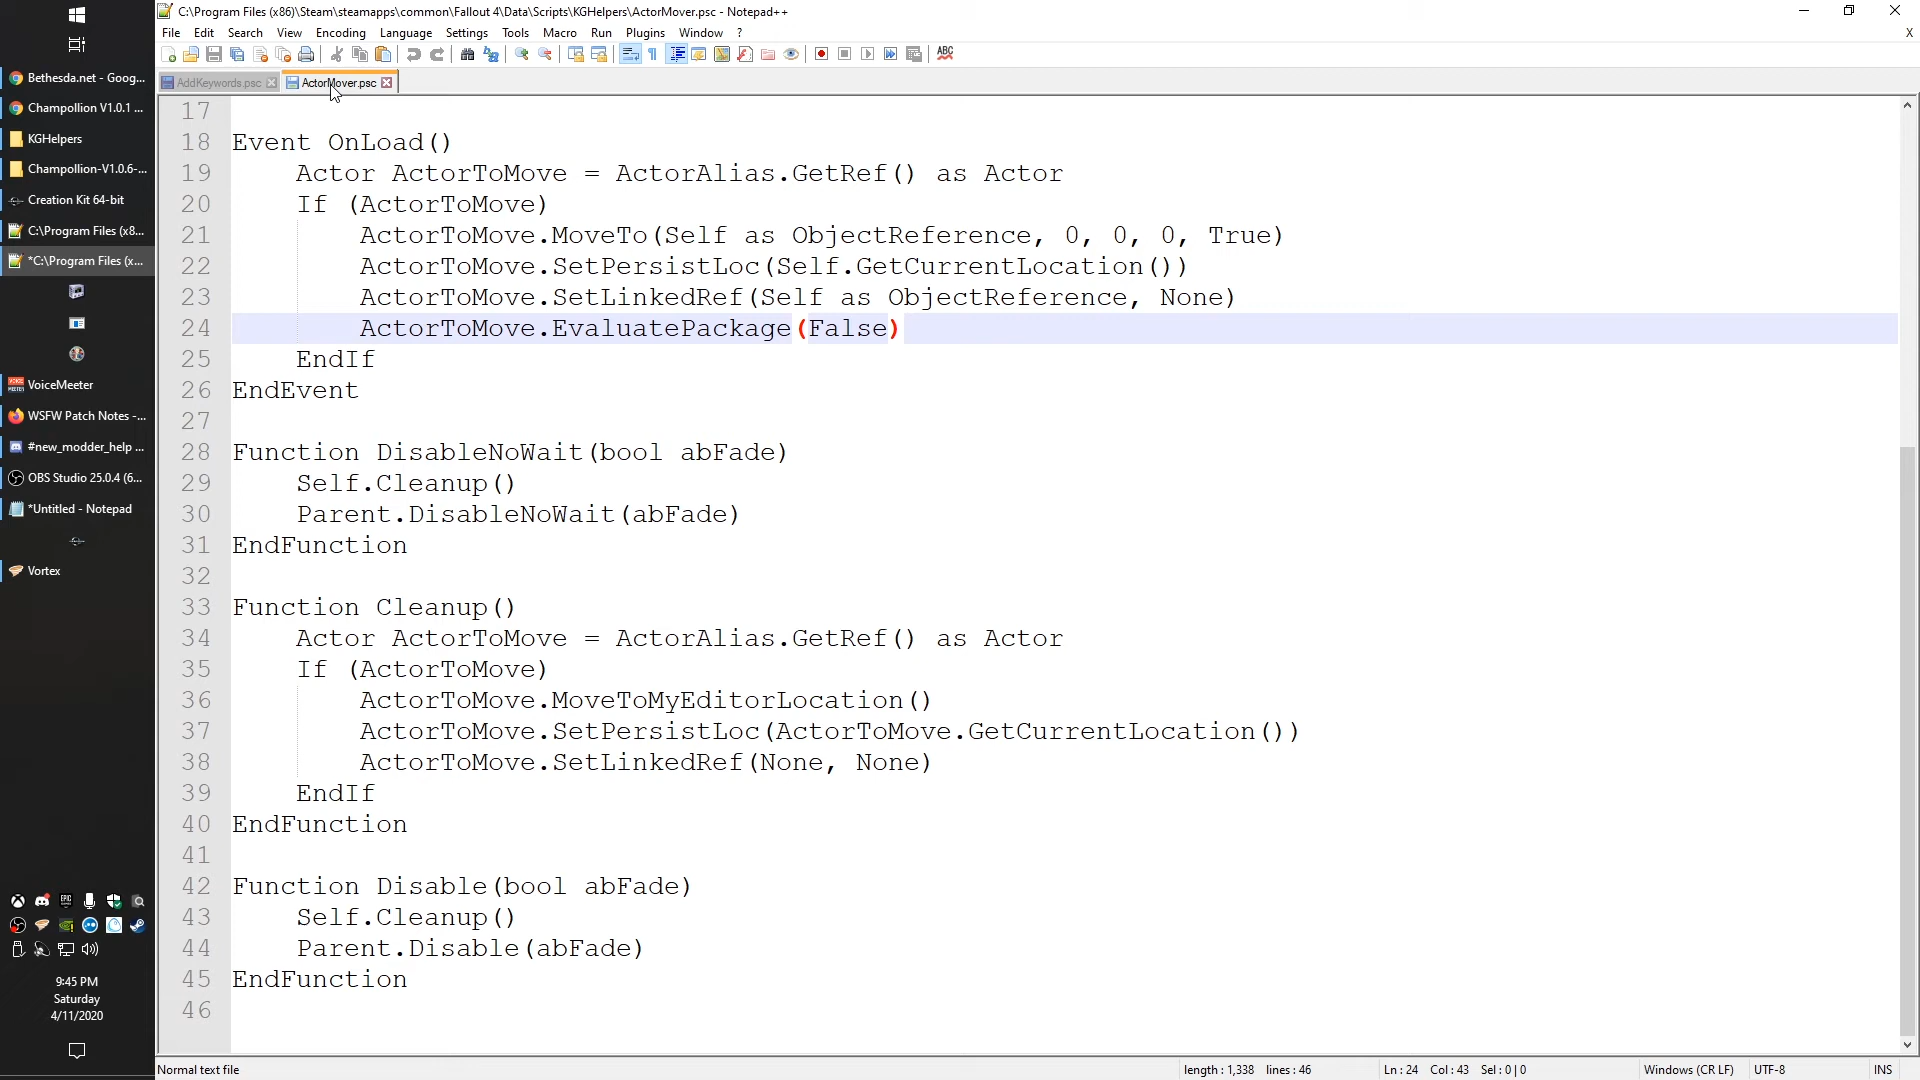 C:\Program Files (x86)\Steam\steamapps\common\Fallout 4\Data\Scripts\KGHelpers\ActorMover.psc - Notepad++
File Edit Search View Encoding Language Settings Tools Macro Run Plugins Window ? X
AddKeywords.psc ActorMover.psc
Bethesda.net - Goog...
Champollion V1.0.1 ...
KGHelpers
Champollion-V1.0.6-...
Creation Kit 64-bit
C:\Program Files (x8...
*C:\Program Files (x...
VoiceMeeter
WSFW Patch Notes -...
#new_modder_help ...
OBS Studio 25.0.4 (6...
*Untitled - Notepad
Vortex
9:45 PM
Saturday
4/11/2020
17
18 Event OnLoad()
19 Actor ActorToMove = ActorAlias.GetRef() as Actor
20 If (ActorToMove)
21 ActorToMove.MoveTo(Self as ObjectReference, 0, 0, 0, True)
22 ActorToMove.SetPersistLoc(Self.GetCurrentLocation())
23 ActorToMove.SetLinkedRef(Self as ObjectReference, None)
24 ActorToMove.EvaluatePackage(False)
25 EndIf
26 EndEvent
27
28 Function DisableNoWait(bool abFade)
29 Self.Cleanup()
30 Parent.DisableNoWait(abFade)
31 EndFunction
32
33 Function Cleanup()
34 Actor ActorToMove = ActorAlias.GetRef() as Actor
35 If (ActorToMove)
36 ActorToMove.MoveToMyEditorLocation()
37 ActorToMove.SetPersistLoc(ActorToMove.GetCurrentLocation())
38 ActorToMove.SetLinkedRef(None, None)
39 EndIf
40 EndFunction
41
42 Function Disable(bool abFade)
43 Self.Cleanup()
44 Parent.Disable(abFade)
45 EndFunction
46
Normal text file length : 1,338 lines : 46 Ln : 24 Col : 43 Sel : 0 | 0 Windows (CR LF) UTF-8 INS